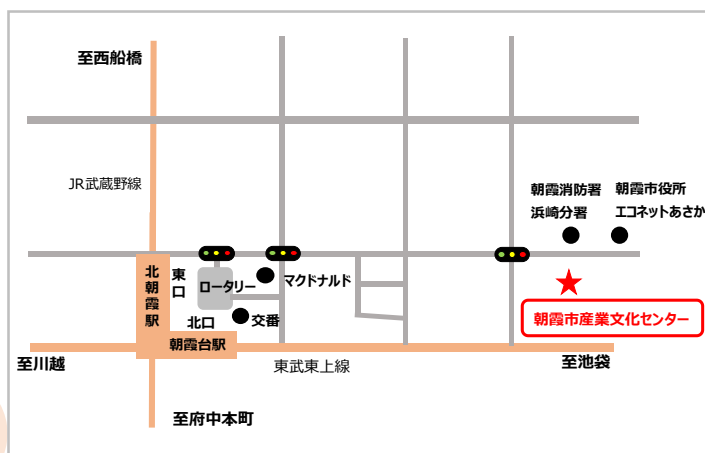 至西船橋
JR武蔵野線
朝霞消防署
浜崎分署
朝霞市役所
エコネットあさか
北朝霞駅
東口
ロータリー
マクドナルド
北口
交番
朝霞台駅
朝霞市産業文化センター
至川越
東武東上線
至池袋
至府中本町